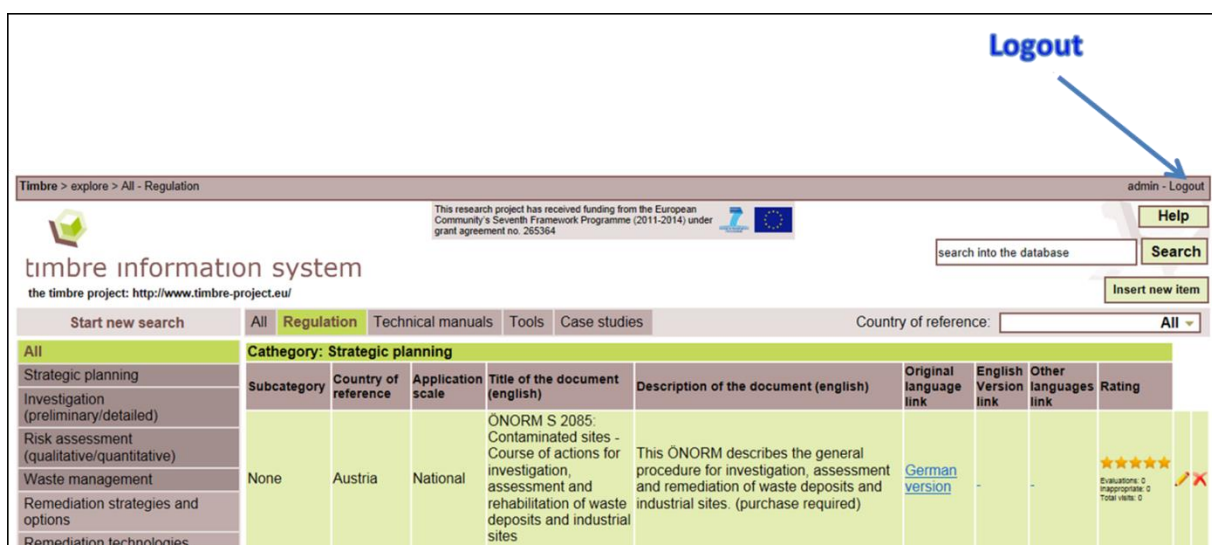 Logout
Timbre > explore > All - Regulation
admin - Logout
This research project has received funding from the European
Community's Seventh Framework Programme (2011-2014) under
grant agreement no. 265364
Help
search into the database
Search
tımbre ınformatıon system
the timbre project: http://www.timbre-project.eu/
Insert new item
Start new search
All Regulation Technical manuals Tools Case studies
Country of reference: All
All
Strategic planning
Investigation
(preliminary/detailed)
Risk assessment
(qualitative/quantitative)
Waste management
Remediation strategies and
options
Remediation technologies
Cathegory: Strategic planning
Subcategory
Country of
reference
Application
scale
Title of the document
(english)
Description of the document (english)
Original
language
link
English
Version
link
Other
languages
link
Rating
None
Austria
National
ÖNORM S 2085:
Contaminated sites -
Course of actions for
investigation,
assessment and
rehabilitation of waste
deposits and industrial
sites
This ÖNORM describes the general
procedure for investigation, assessment
and remediation of waste deposits and
industrial sites. (purchase required)
German
version
-
-
Evaluations: 0
Inappropriate: 0
Total visits: 0